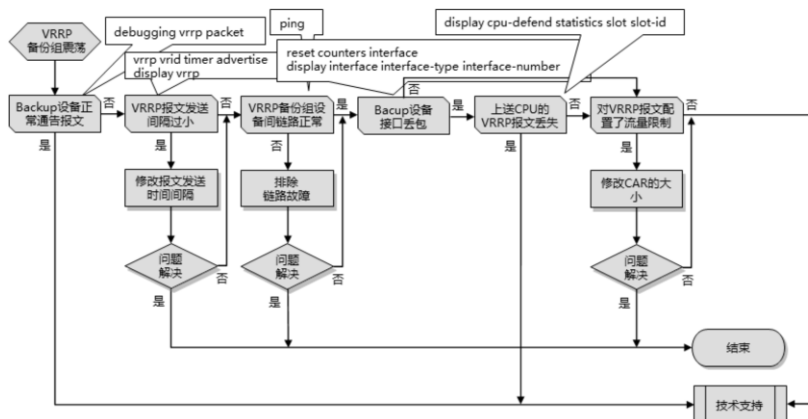 VRRP
备份组震荡
debugging vrrp packet
vrrp vrid timer advertise
display vrrp
ping
reset counters interface
display interface interface-type interface-number
display cpu-defend statistics slot slot-id
Backup设备正
常通告报文
否
VRRP报文发送
间隔过小
否
VRRP备份组设
备间链路正常
是
Bacup设备
接口丢包
否
是
上送CPU的
VRRP报文丢失
否
对VRRP报文配
置了流量限制
否
是
是
修改报文发送
时间间隔
否
排除
链路故障
是
是
修改CAR的大
小
问题
解决
否
是
问题
解决
否
是
问题
解决
否
是
结束
技术支持